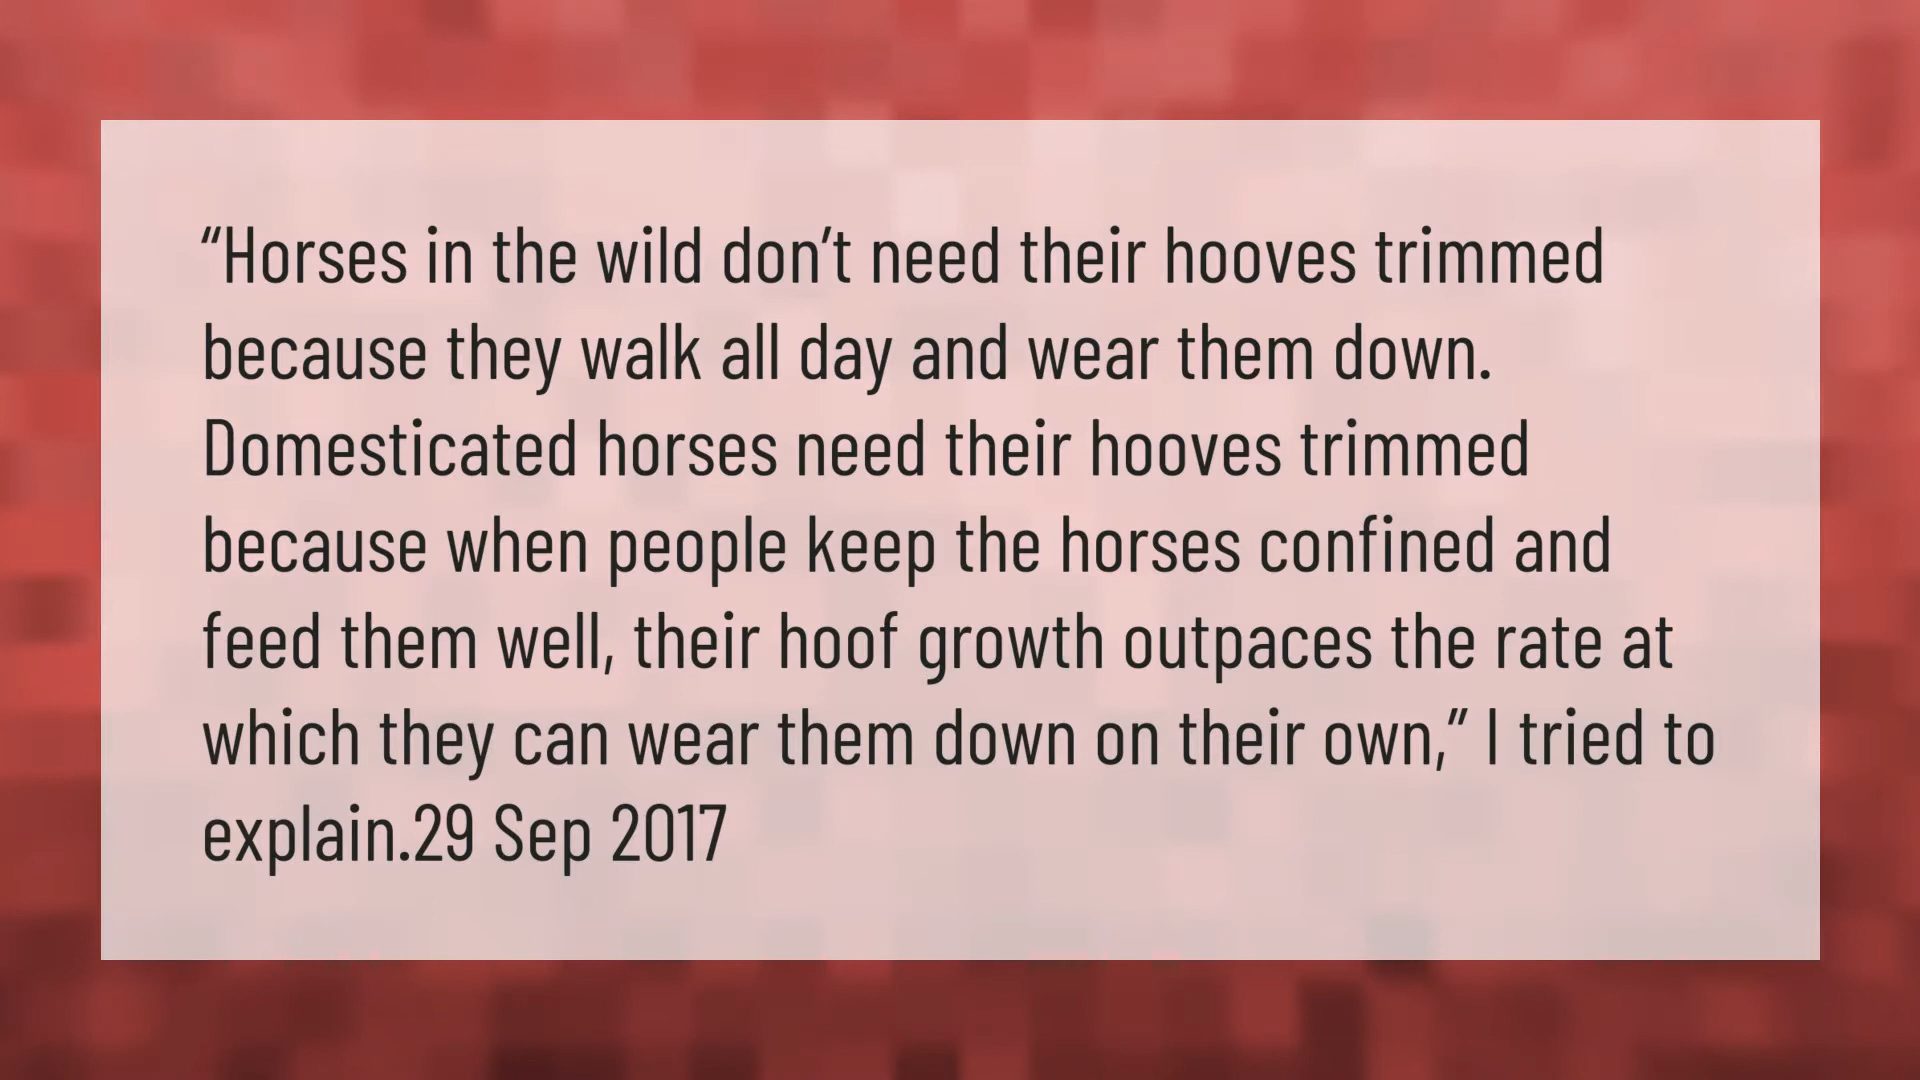 “Horses in the wild don’t need their hooves trimmed
because they walk all day and wear them down.
Domesticated horses need their hooves trimmed
because when people keep the horses confined and
feed them well, their hoof growth outpaces the rate at
which they can wear them down on their own,” I tried to
explain.29 Sep 2017